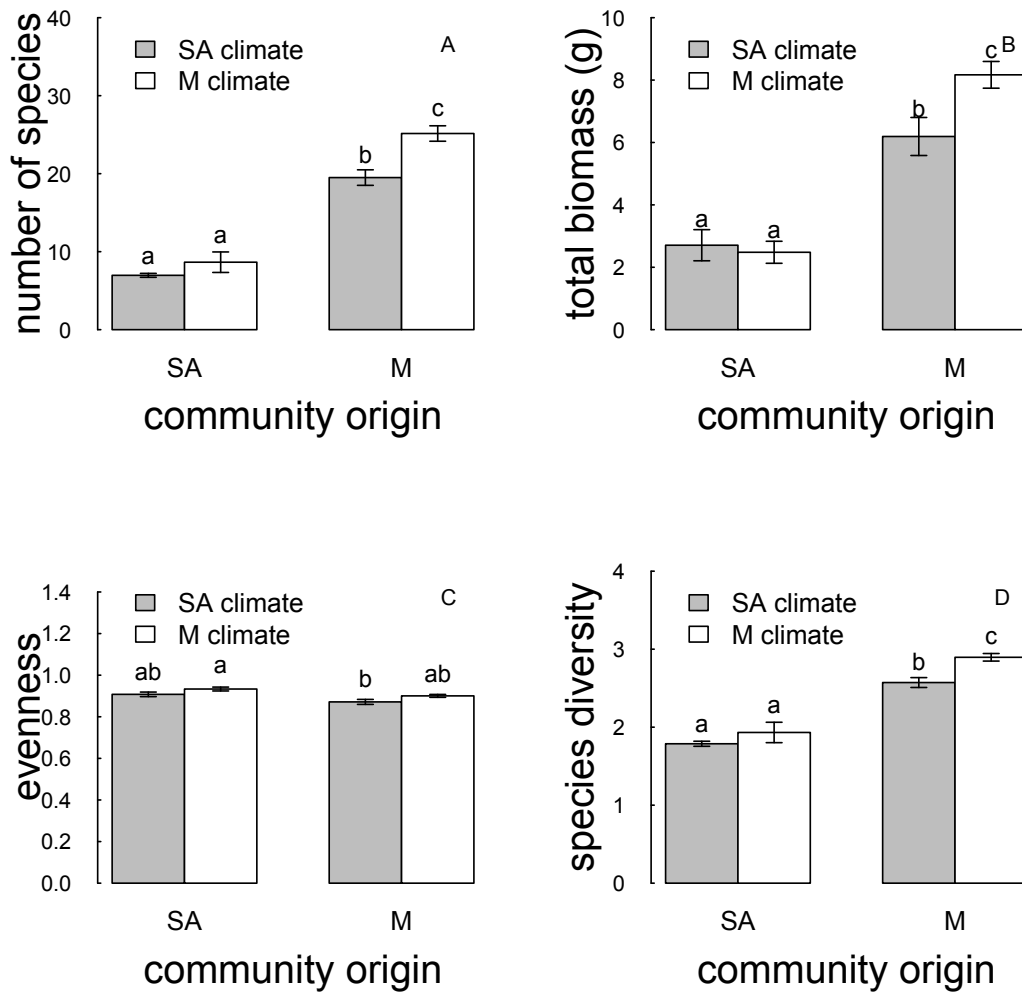 number of species
40
30
20
10
0
SA climate
M climate
A
a
a
b
c
SA
M
community origin
total biomass (g)
10
8
6
4
2
0
SA climate
M climate
B
a
a
b
c
SA
M
community origin
evenness
1.4
1.2
1.0
0.8
0.6
0.4
0.2
0.0
SA climate
M climate
C
ab
a
b
ab
SA
M
community origin
species diversity
4
3
2
1
0
SA climate
M climate
D
a
a
b
c
SA
M
community origin